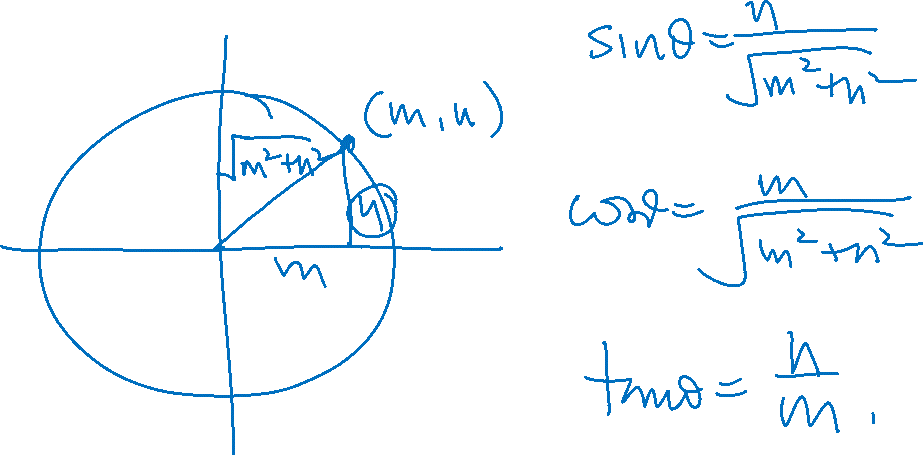 sinθ = n/√(m²+n²)
(m, n)
√(m²+n²)
n
cosθ = m/√(m²+n²)
m
tanθ = n/m.